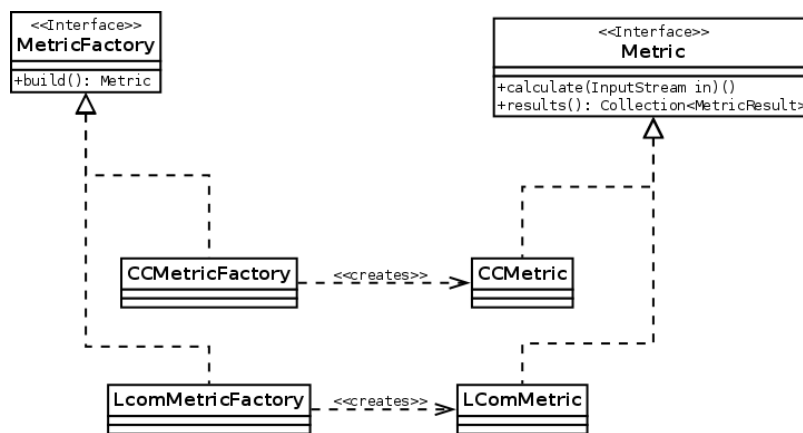 <<Interface>>
MetricFactory
+build(): Metric
<<Interface>>
Metric
+calculate(InputStream in)()
+results(): Collection<MetricResult>
CCMetricFactory
<<creates>>
CCMetric
LcomMetricFactory
<<creates>>
LComMetric